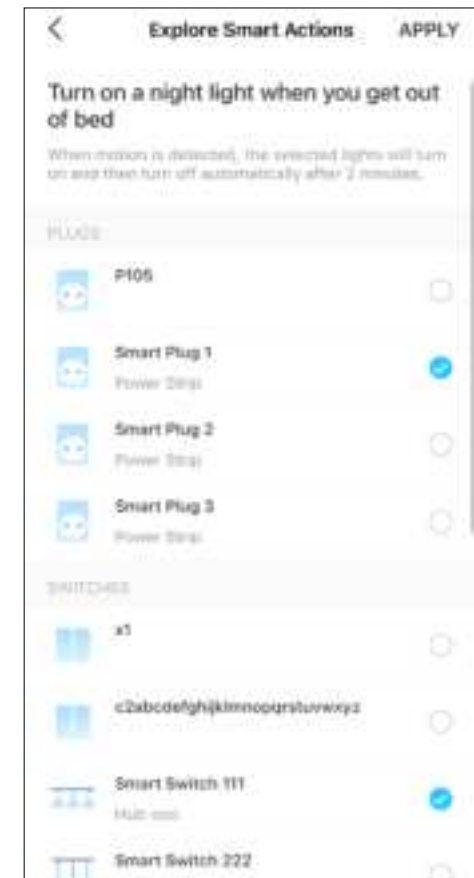 Explore Smart Actions APPLY
Turn on a night light when you get out
of bed
When motion is detected, the selected lights will turn
on and then turn off automatically after 2 minutes.
PLUGS
P105
Smart Plug 1
Power Strip
Smart Plug 2
Power Strip
Smart Plug 3
Power Strip
SWITCHES
x1
c2abcdefghijklmnopqrstuvwxyz
Smart Switch 111
Smart Switch 222